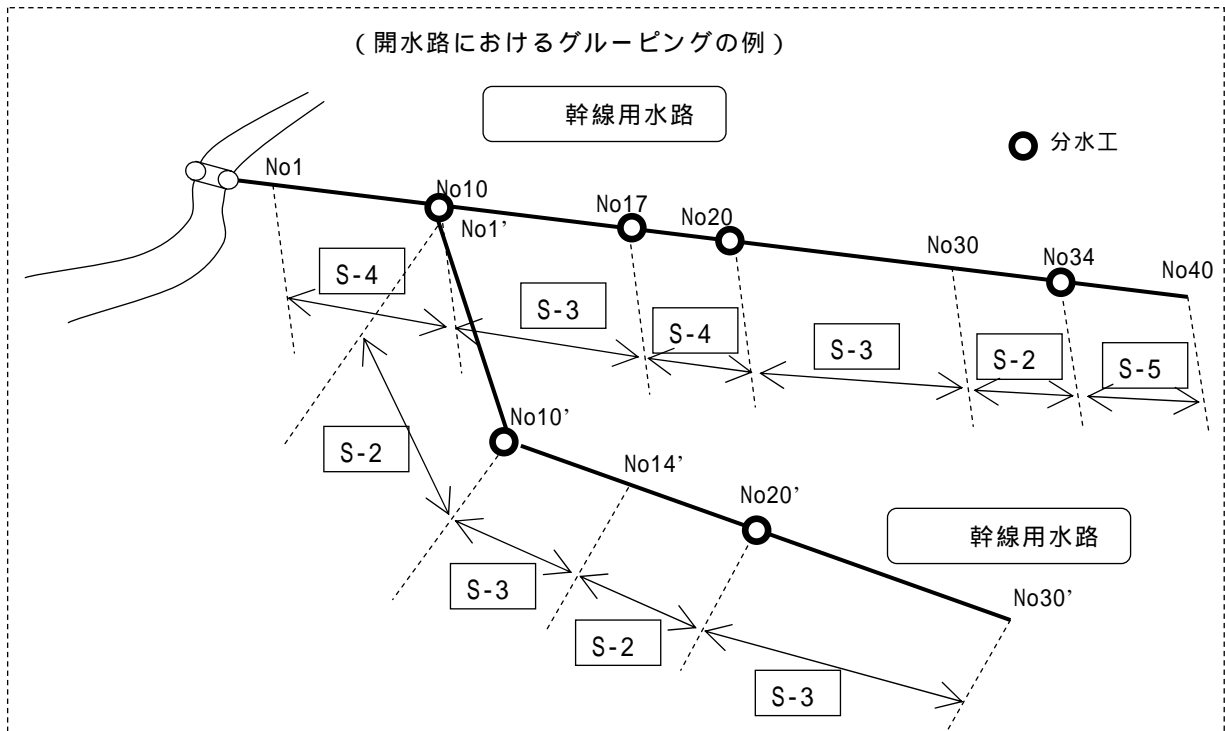 (開水路におけるグルーピングの例)
幹線用水路
分水工
No1
No10
No1’
No17
No20
No30
No34
No40
S-4
S-3
S-4
S-3
S-2
S-5
No10’
S-2
No14’
No20’
幹線用水路
S-3
No30’
S-2
S-3